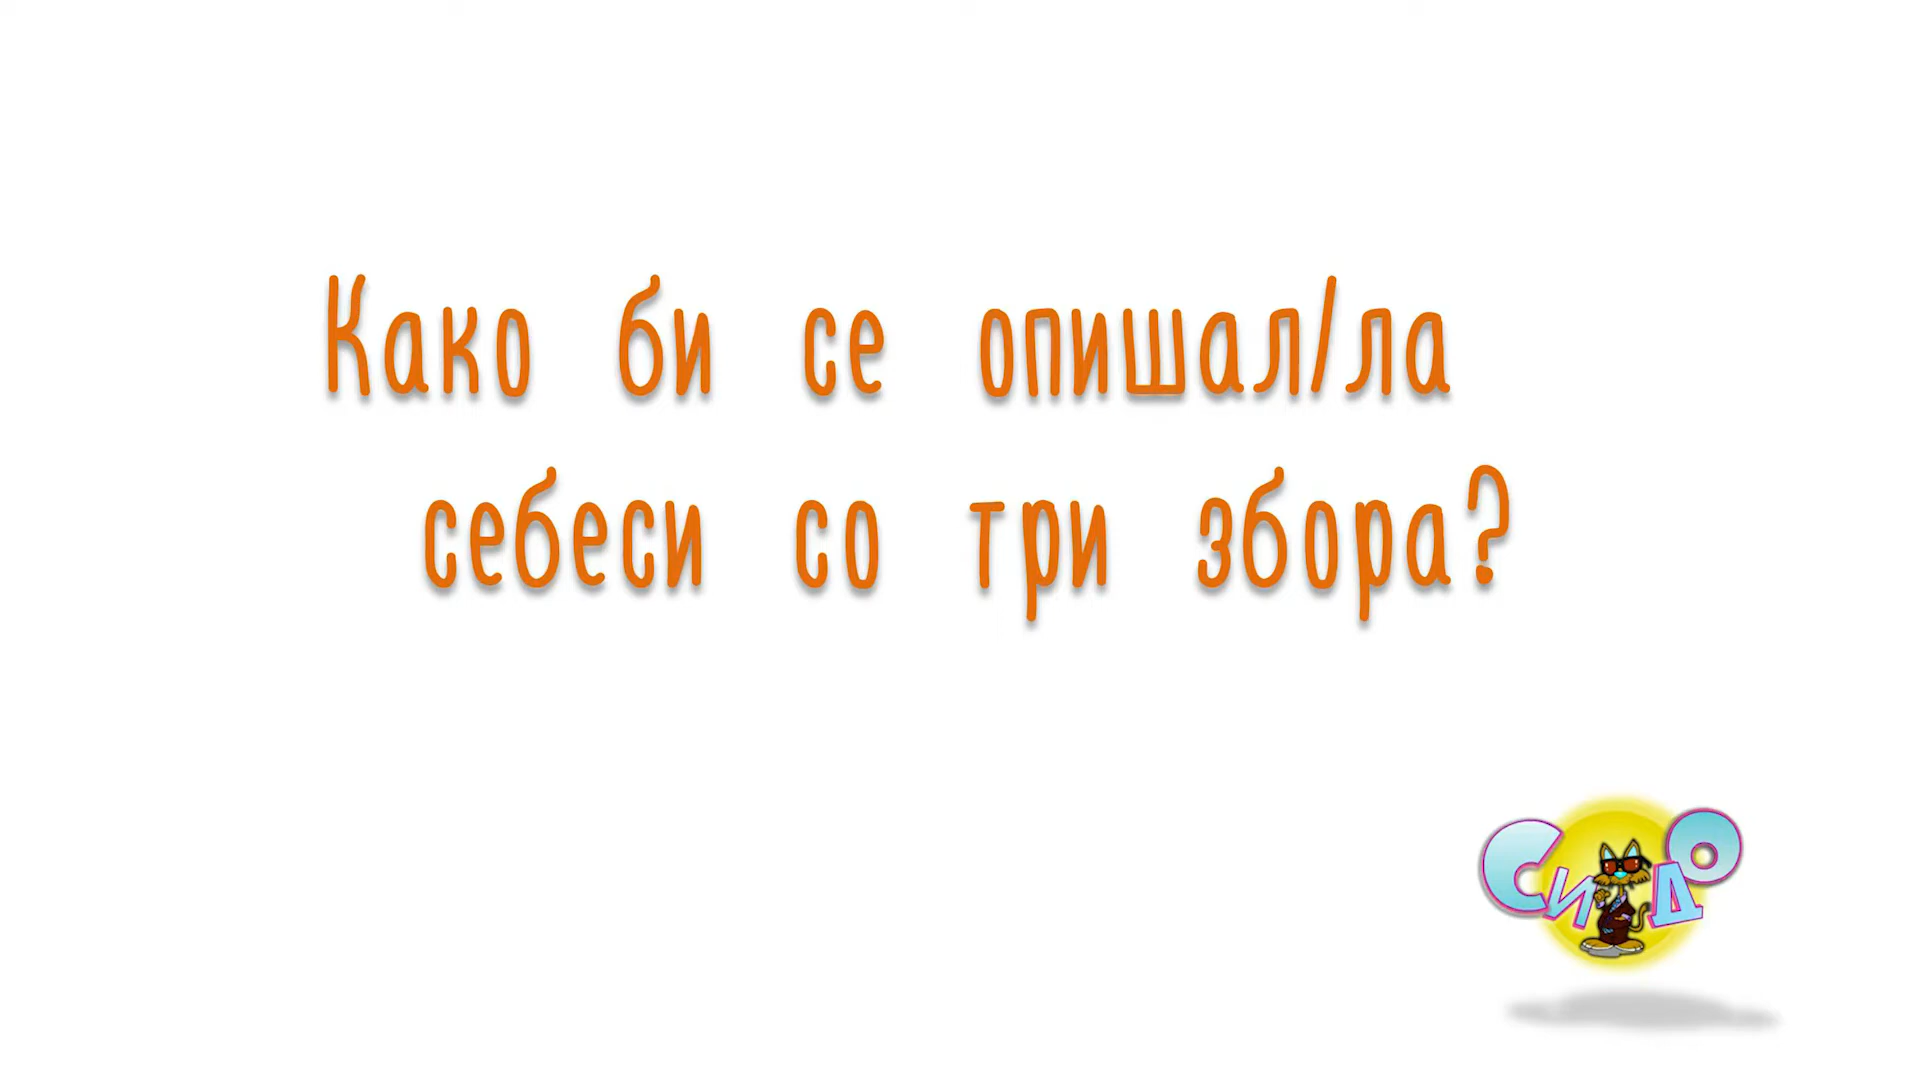 Како би се опишал/ла
себеси со три збора?
Сидо